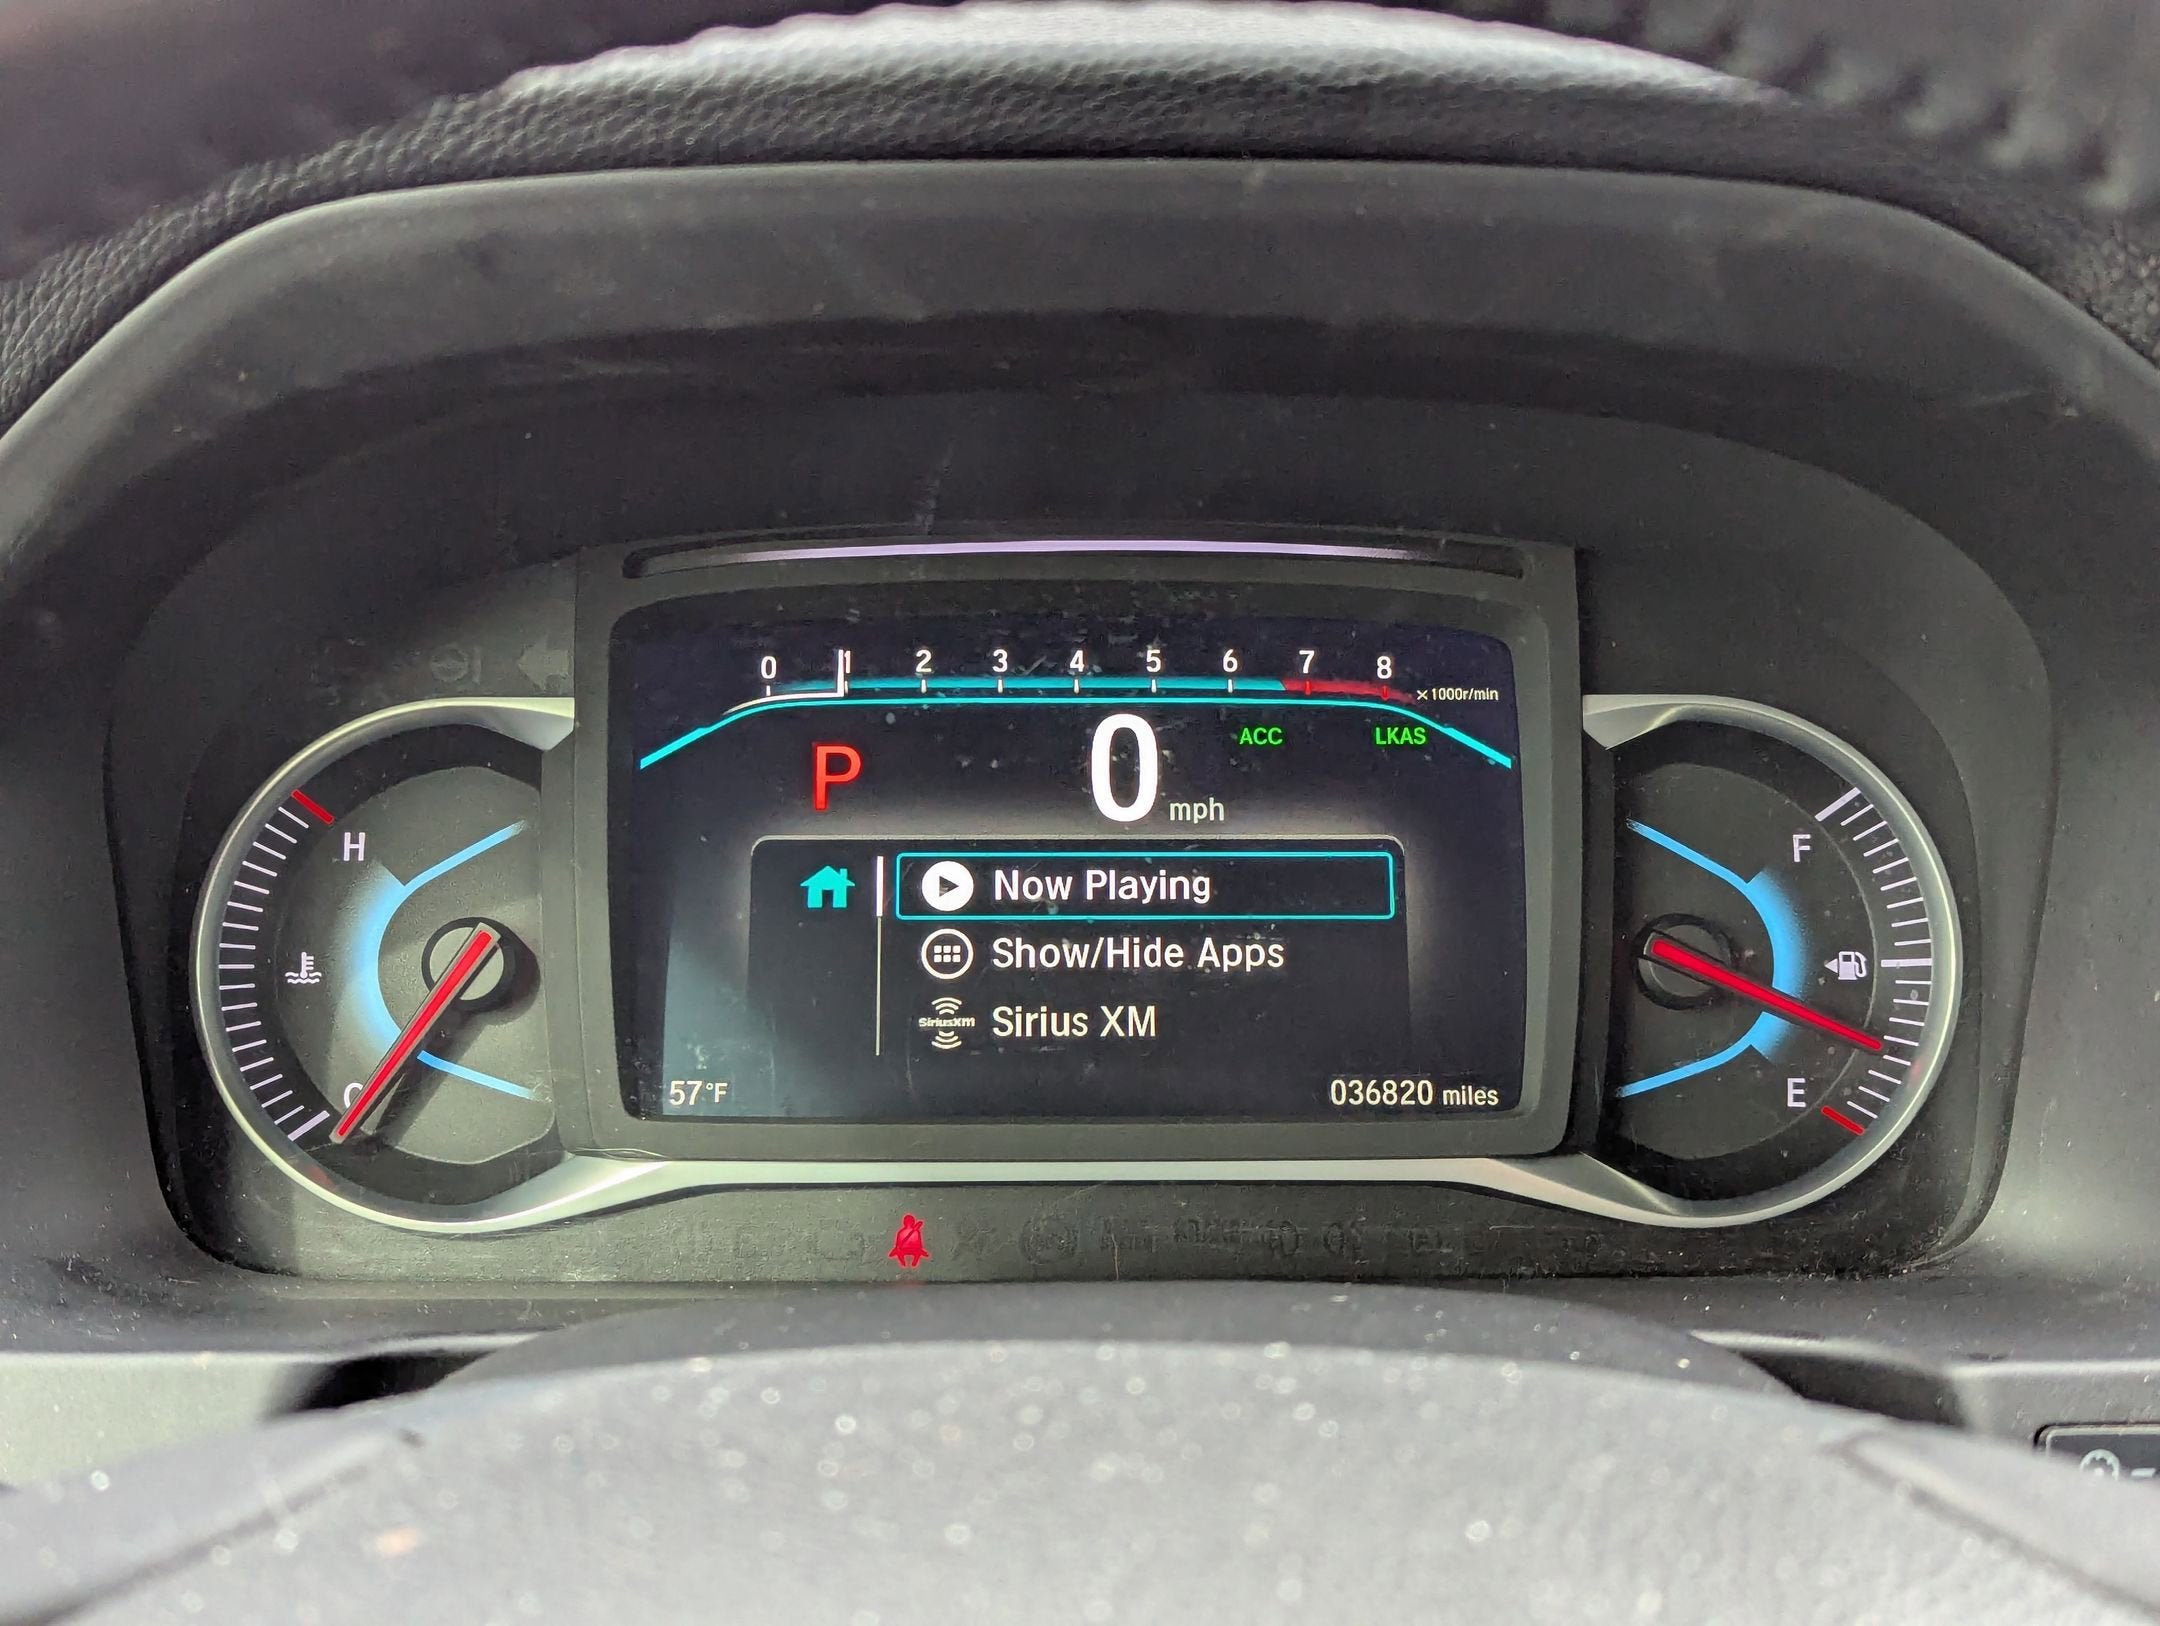 0 1 2 3 4 5 6 7 8
x1000r/min
P 0 mph ACC LKAS
H
F
Now Playing
Show/Hide Apps
SiriusXM Sirius XM
E
57°F 036820 miles